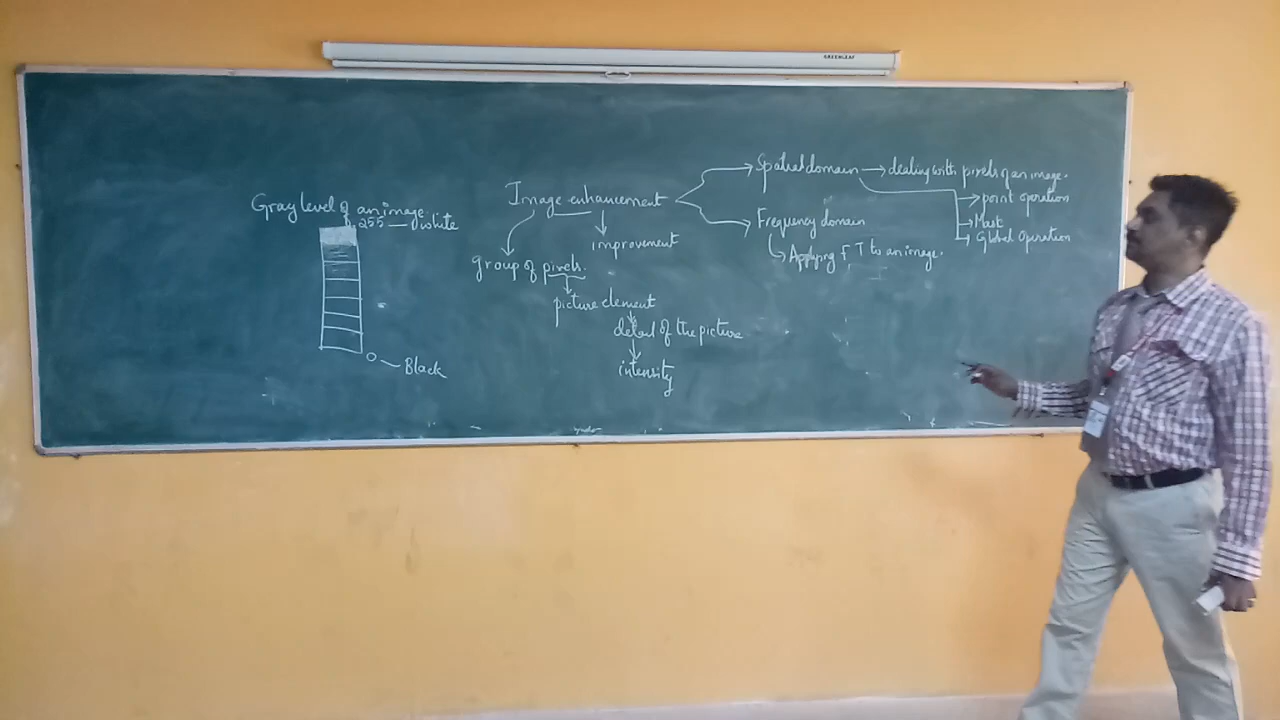 GREENLEAF
Gray level of an image
255 — white
0 — Black
Image enhancement
improvement
group of pixels.
picture element
detail of the picture
intensity
Spatial domain → dealing with pixels of an image.
→ point operation
→ Mask
→ Global Operation
Frequency domain
Applying F T to an image.